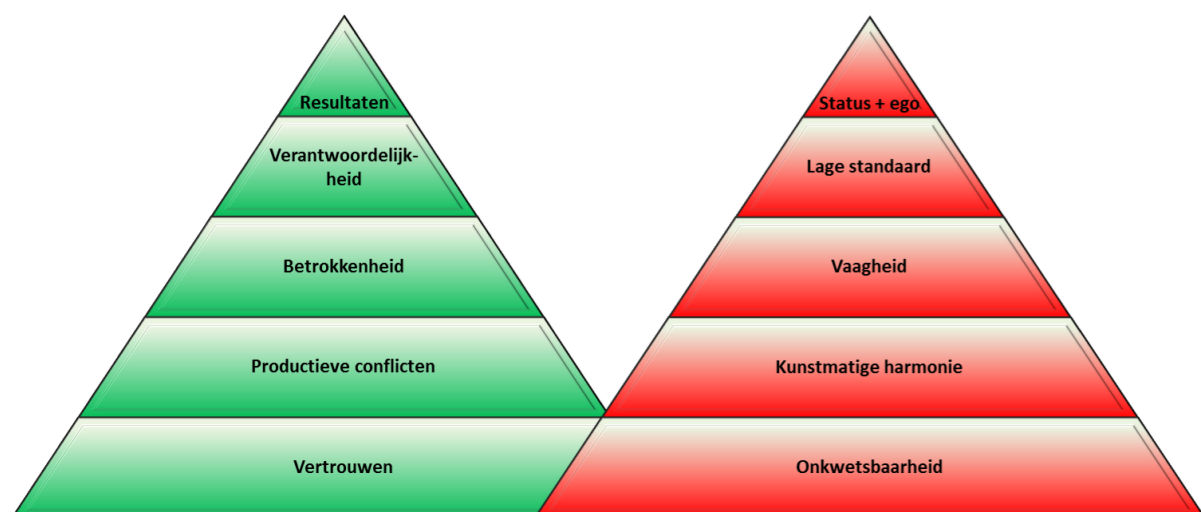 Resultaten
Verantwoordelijk-
heid
Betrokkenheid
Productieve conflicten
Vertrouwen
Status + ego
Lage standaard
Vaagheid
Kunstmatige harmonie
Onkwetsbaarheid